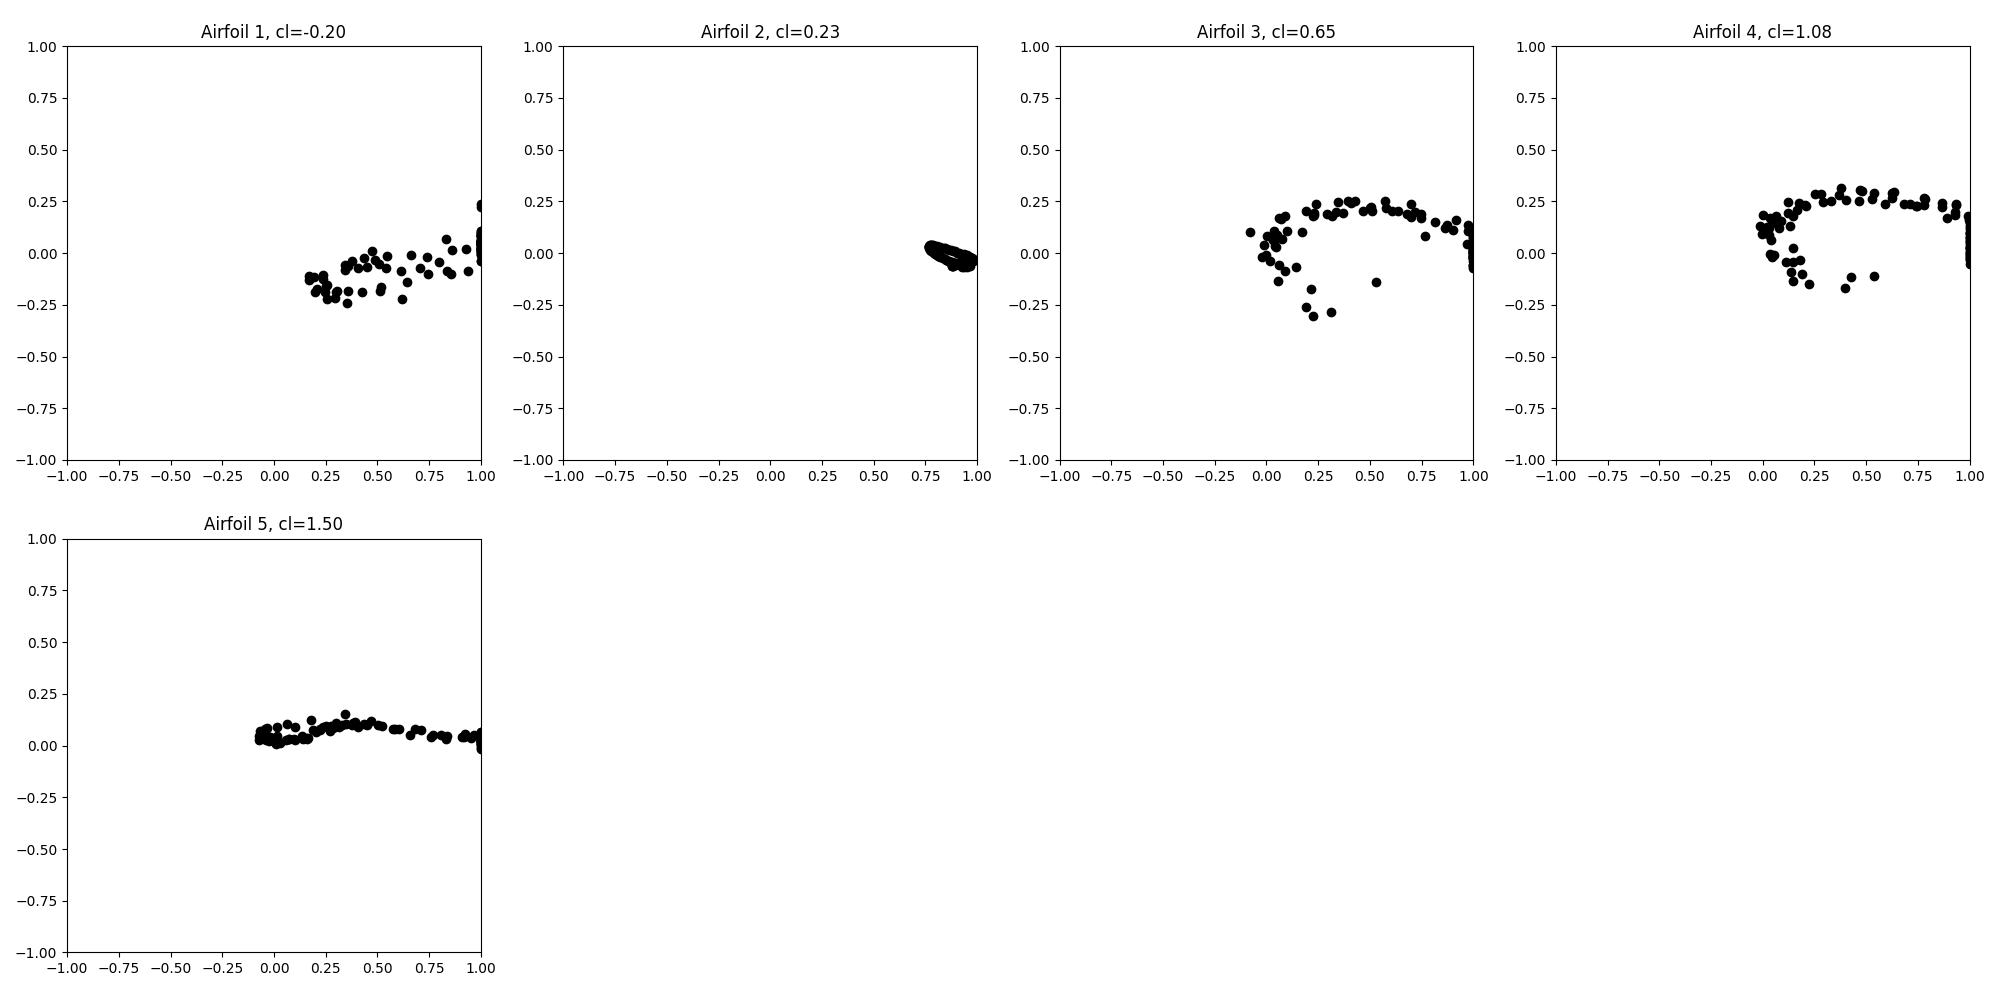 Airfoil 1, cl=-0.20
Airfoil 2, cl=0.23
Airfoil 3, cl=0.65
Airfoil 4, cl=1.08
1.00 1.00 1.00 1.00
0.75 0.75 0.75 0.75
0.50 0.50 0.50 0.50
0.25 0.25 0.25 0.25
0.00 0.00 0.00 0.00
−0.25 −0.25 −0.25 −0.25
−0.50 −0.50 −0.50 −0.50
−0.75 −0.75 −0.75 −0.75
−1.00 −1.00 −1.00 −1.00
−1.00 −0.75 −0.50 −0.25 0.00 0.25 0.50 0.75 1.00
−1.00 −0.75 −0.50 −0.25 0.00 0.25 0.50 0.75 1.00
−1.00 −0.75 −0.50 −0.25 0.00 0.25 0.50 0.75 1.00
−1.00 −0.75 −0.50 −0.25 0.00 0.25 0.50 0.75 1.00
Airfoil 5, cl=1.50
1.00
0.75
0.50
0.25
0.00
−0.25
−0.50
−0.75
−1.00
−1.00 −0.75 −0.50 −0.25 0.00 0.25 0.50 0.75 1.00